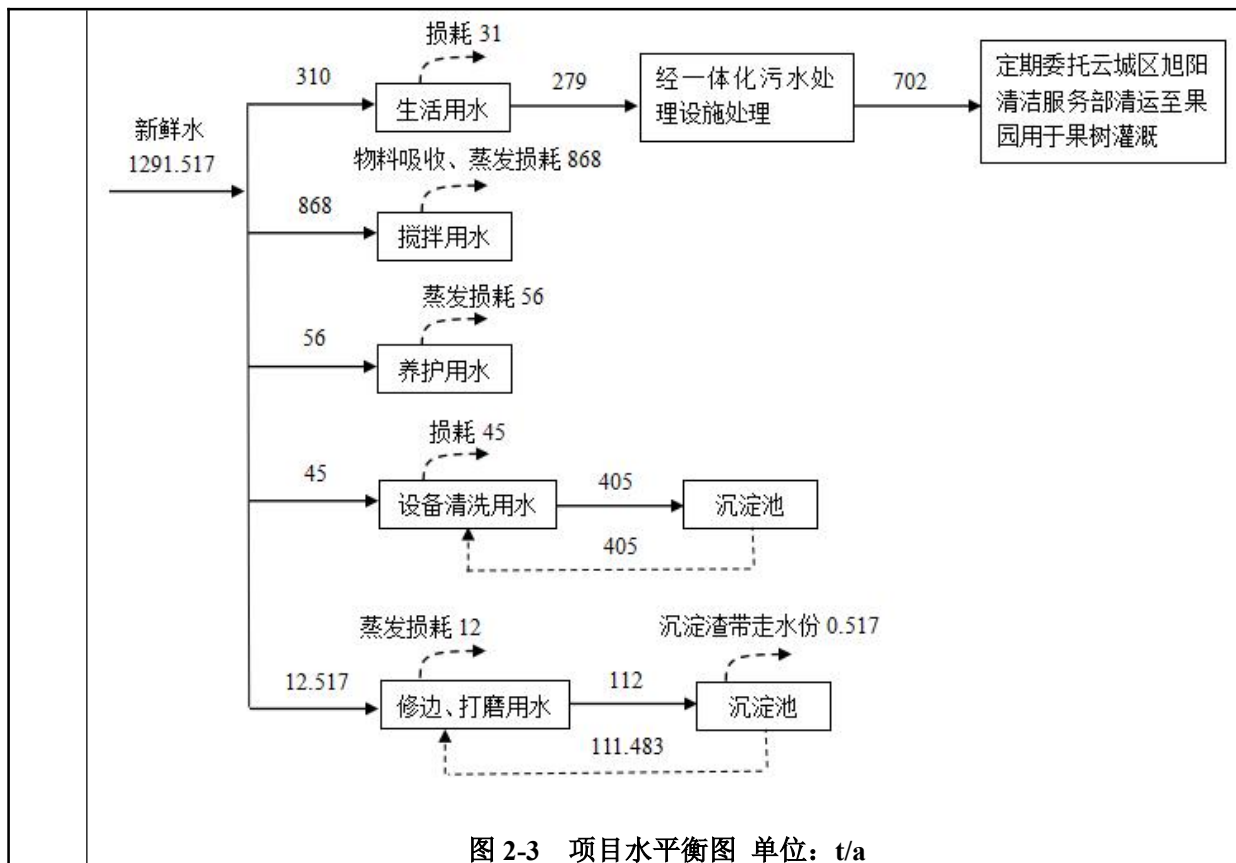 损耗 31
310
生活用水
279
经一体化污水处
理设施处理
702
定期委托云城区旭阳
清洁服务部清运至果
园用于果树灌溉
新鲜水
1291.517
物料吸收、蒸发损耗 868
868
搅拌用水
蒸发损耗 56
56
养护用水
损耗 45
45
设备清洗用水
405
沉淀池
405
蒸发损耗 12
沉淀渣带走水份 0.517
12.517
修边、打磨用水
112
沉淀池
111.483
图 2-3 项目水平衡图 单位：t/a